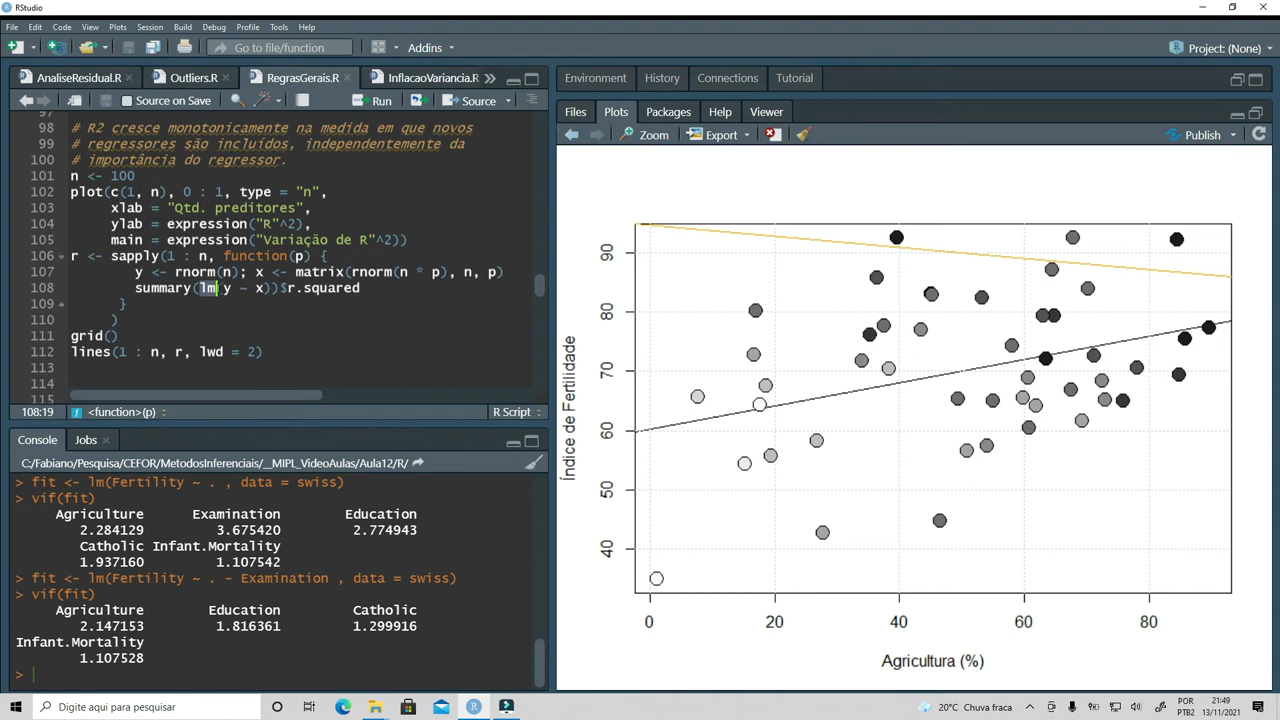 RStudio
File Edit Code View Plots Session Build Debug Profile Tools Help
Go to file/function Addins Project: (None)
AnaliseResidual.R Outliers.R RegrasGerais.R InflacaoVariancia.R
Source on Save Run Source
98 # R2 cresce monotonicamente na medida em que novos
99 # regressores são incluídos, independentemente da
100 # importância do regressor.
101 n <- 100
102 plot(c(1, n), 0 : 1, type = "n",
103 xlab = "Qtd. preditores",
104 ylab = expression("R"^2),
105 main = expression("Variação de R"^2))
106 r <- sapply(1 : n, function(p) {
107 y <- rnorm(n); x <- matrix(rnorm(n * p), n, p)
108 summary(lm(y ~ x))$r.squared
109 }
110 )
111 grid()
112 lines(1 : n, r, lwd = 2)
113
114
115
108:19 <function>(p) R Script
Console Jobs
C:/Fabiano/Pesquisa/CEFOR/MetodosInferenciais/__MIPL_VideoAulas/Aula12/R/
> fit <- lm(Fertility ~ . , data = swiss)
> vif(fit)
Agriculture Examination Education
2.284129 3.675420 2.774943
Catholic Infant.Mortality
1.937160 1.107542
> fit <- lm(Fertility ~ . - Examination , data = swiss)
> vif(fit)
Agriculture Education Catholic
2.147153 1.816361 1.299916
Infant.Mortality
1.107528
>
Environment History Connections Tutorial
Files Plots Packages Help Viewer
Zoom Export Publish
Índice de Fertilidade
90
80
70
60
50
40
0 20 40 60 80
Agricultura (%)
Digite aqui para pesquisar
20°C Chuva fraca
POR
PTB2
21:49
13/11/2021